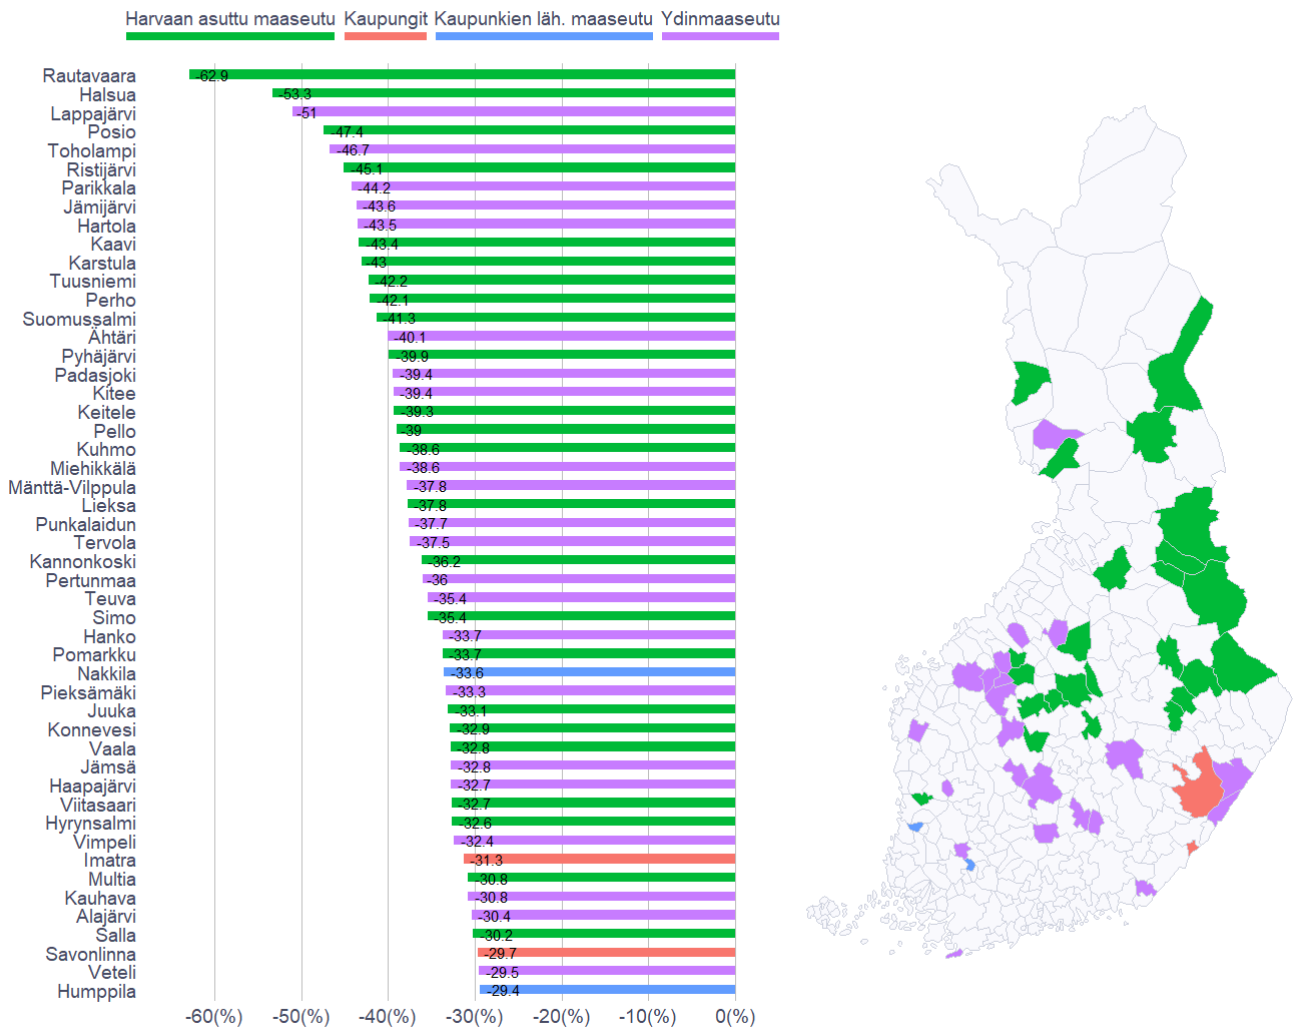 Harvaan asuttu maaseutu Kaupungit Kaupunkien läh. maaseutu Ydinmaaseutu
Rautavaara -62.9
Halsua -53.3
Lappajärvi -51
Posio -47.4
Toholampi -46.7
Ristijärvi -45.1
Parikkala -44.2
Jämijärvi -43.6
Hartola -43.5
Kaavi -43.4
Karstula -43
Tuusniemi -42.2
Perho -42.1
Suomussalmi -41.3
Ähtäri -40.1
Pyhäjärvi -39.9
Padasjoki -39.4
Kitee -39.4
Keitele -39.3
Pello -39
Kuhmo -38.6
Miehikkälä -38.6
Mänttä-Vilppula -37.8
Lieksa -37.8
Punkalaidun -37.7
Tervola -37.5
Kannonkoski -36.2
Pertunmaa -36
Teuva -35.4
Simo -35.4
Hanko -33.7
Pomarkku -33.7
Nakkila -33.6
Pieksämäki -33.3
Juuka -33.1
Konnevesi -32.9
Vaala -32.8
Jämsä -32.8
Haapajärvi -32.7
Viitasaari -32.7
Hyrynsalmi -32.6
Vimpeli -32.4
Imatra -31.3
Multia -30.8
Kauhava -30.8
Alajärvi -30.4
Salla -30.2
Savonlinna -29.7
Veteli -29.5
Humppila -29.4
-60(%) -50(%) -40(%) -30(%) -20(%) -10(%) 0(%)